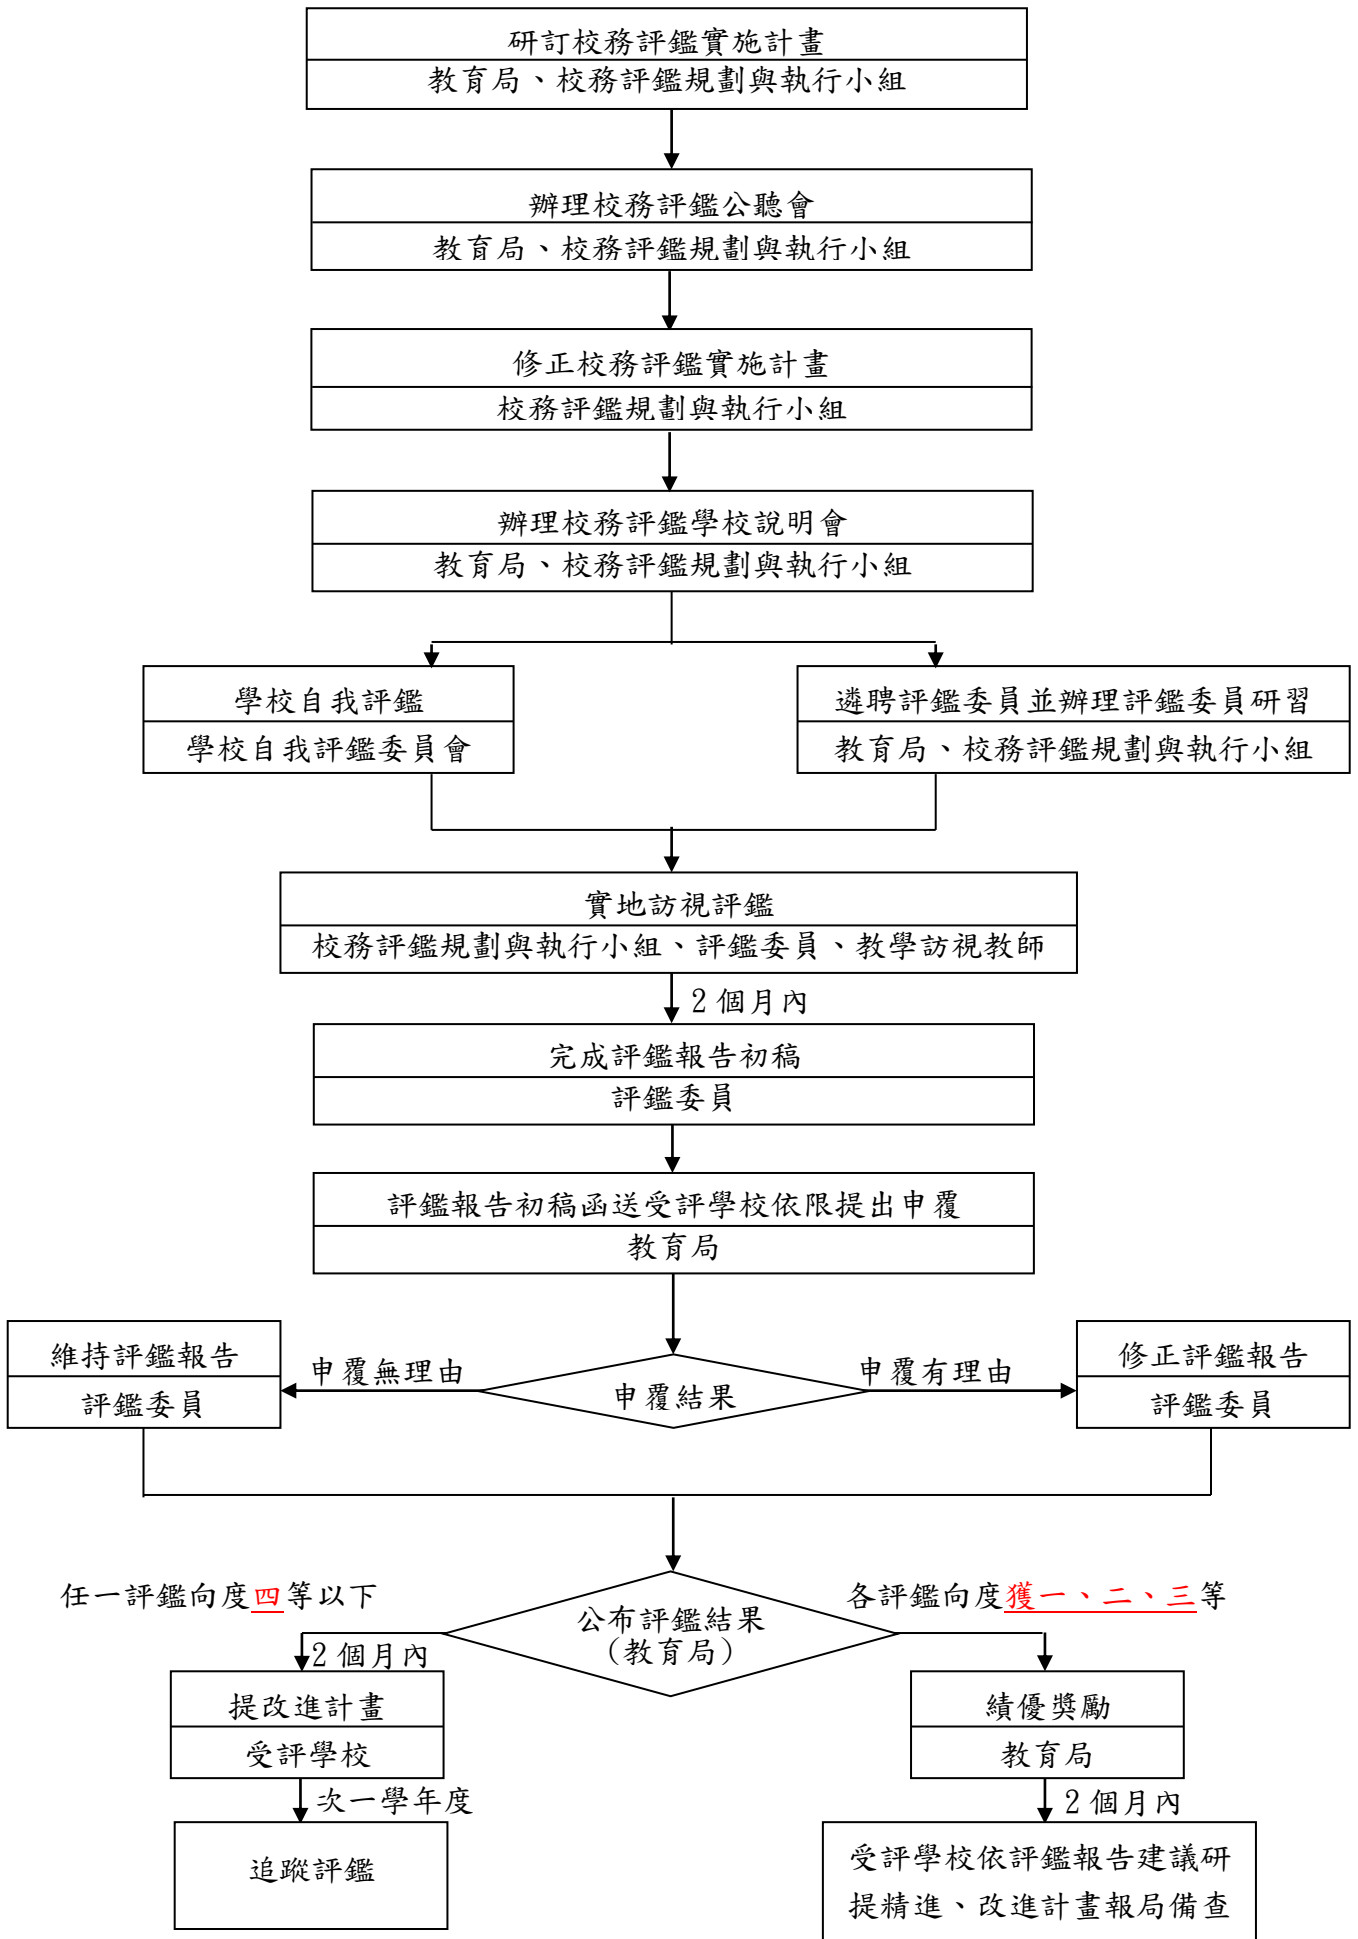 研訂校務評鑑實施計畫
教育局、校務評鑑規劃與執行小組
辦理校務評鑑公聽會
教育局、校務評鑑規劃與執行小組
修正校務評鑑實施計畫
校務評鑑規劃與執行小組
辦理校務評鑑學校說明會
教育局、校務評鑑規劃與執行小組
學校自我評鑑
學校自我評鑑委員會
遴聘評鑑委員並辦理評鑑委員研習
教育局、校務評鑑規劃與執行小組
實地訪視評鑑
校務評鑑規劃與執行小組、評鑑委員、教學訪視教師
2 個月內
完成評鑑報告初稿
評鑑委員
評鑑報告初稿函送受評學校依限提出申覆
教育局
維持評鑑報告
評鑑委員
申覆無理由
申覆結果
申覆有理由
修正評鑑報告
評鑑委員
任一評鑑向度四等以下
公布評鑑結果
（教育局）
各評鑑向度獲一、二、三等
2 個月內
提改進計畫
受評學校
次一學年度
追蹤評鑑
績優獎勵
教育局
2 個月內
受評學校依評鑑報告建議研
提精進、改進計畫報局備查